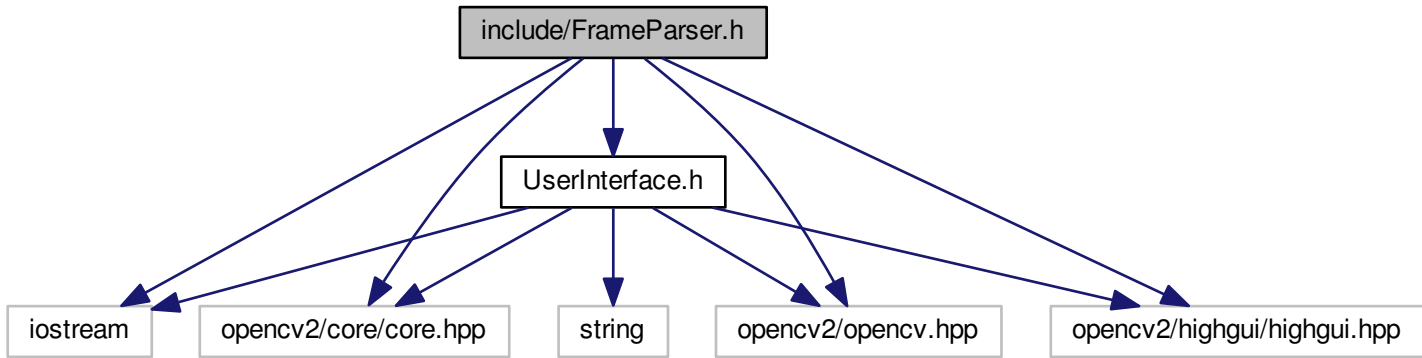 include/FrameParser.h
UserInterface.h
iostream
opencv2/core/core.hpp
string
opencv2/opencv.hpp
opencv2/highgui/highgui.hpp